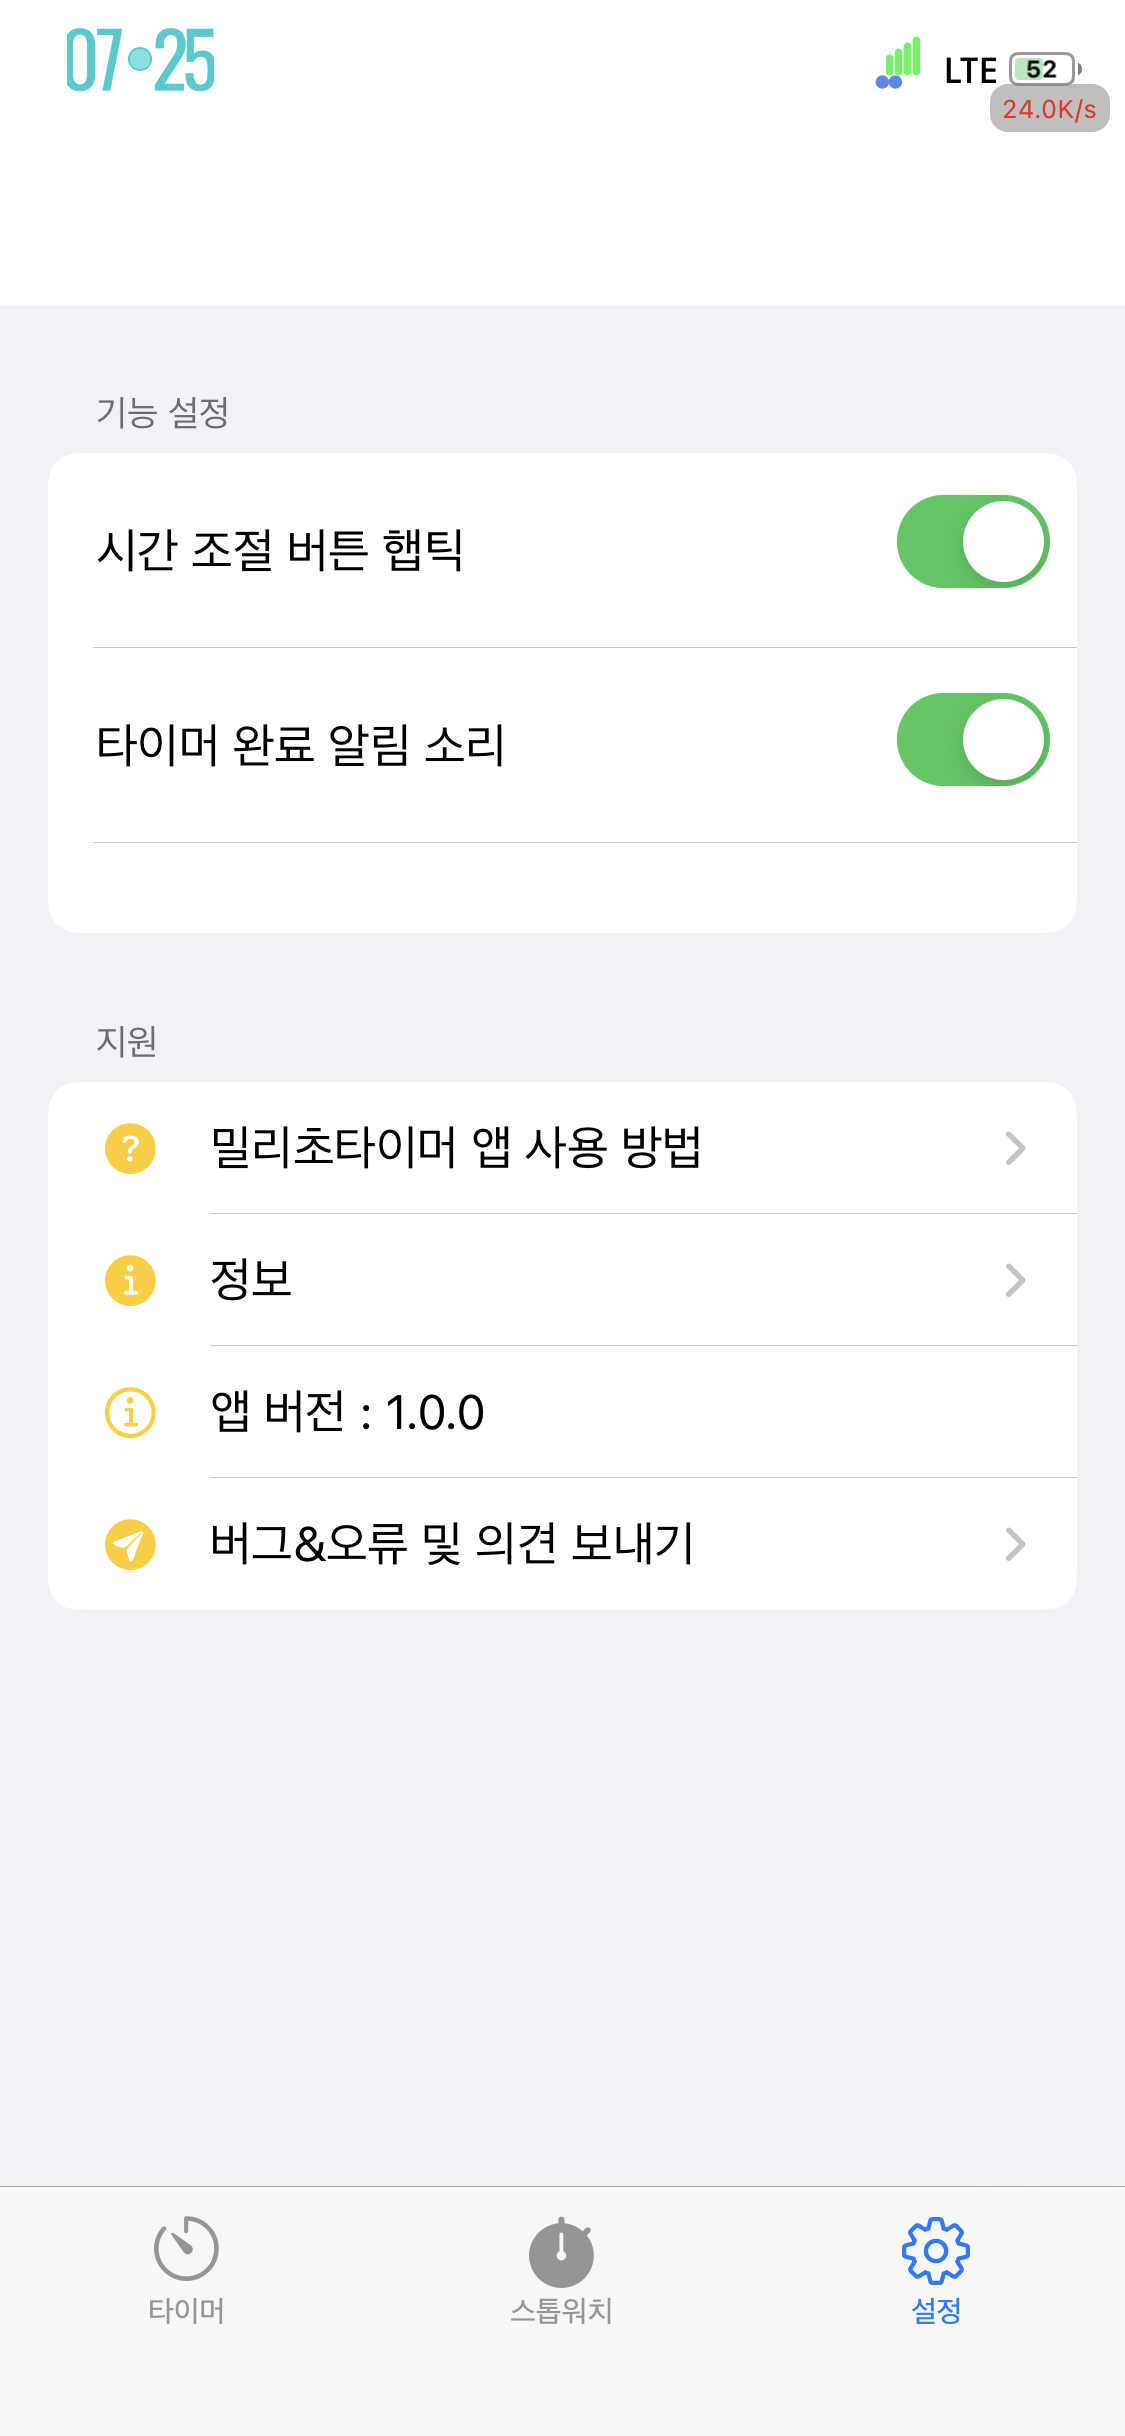 07 25
LTE 52
24.0K/s
기능 설정
시간 조절 버튼 햅틱
타이머 완료 알림 소리
지원
밀리초타이머 앱 사용 방법
정보
앱 버전 : 1.0.0
버그&오류 및 의견 보내기
타이머 스톱워치 설정